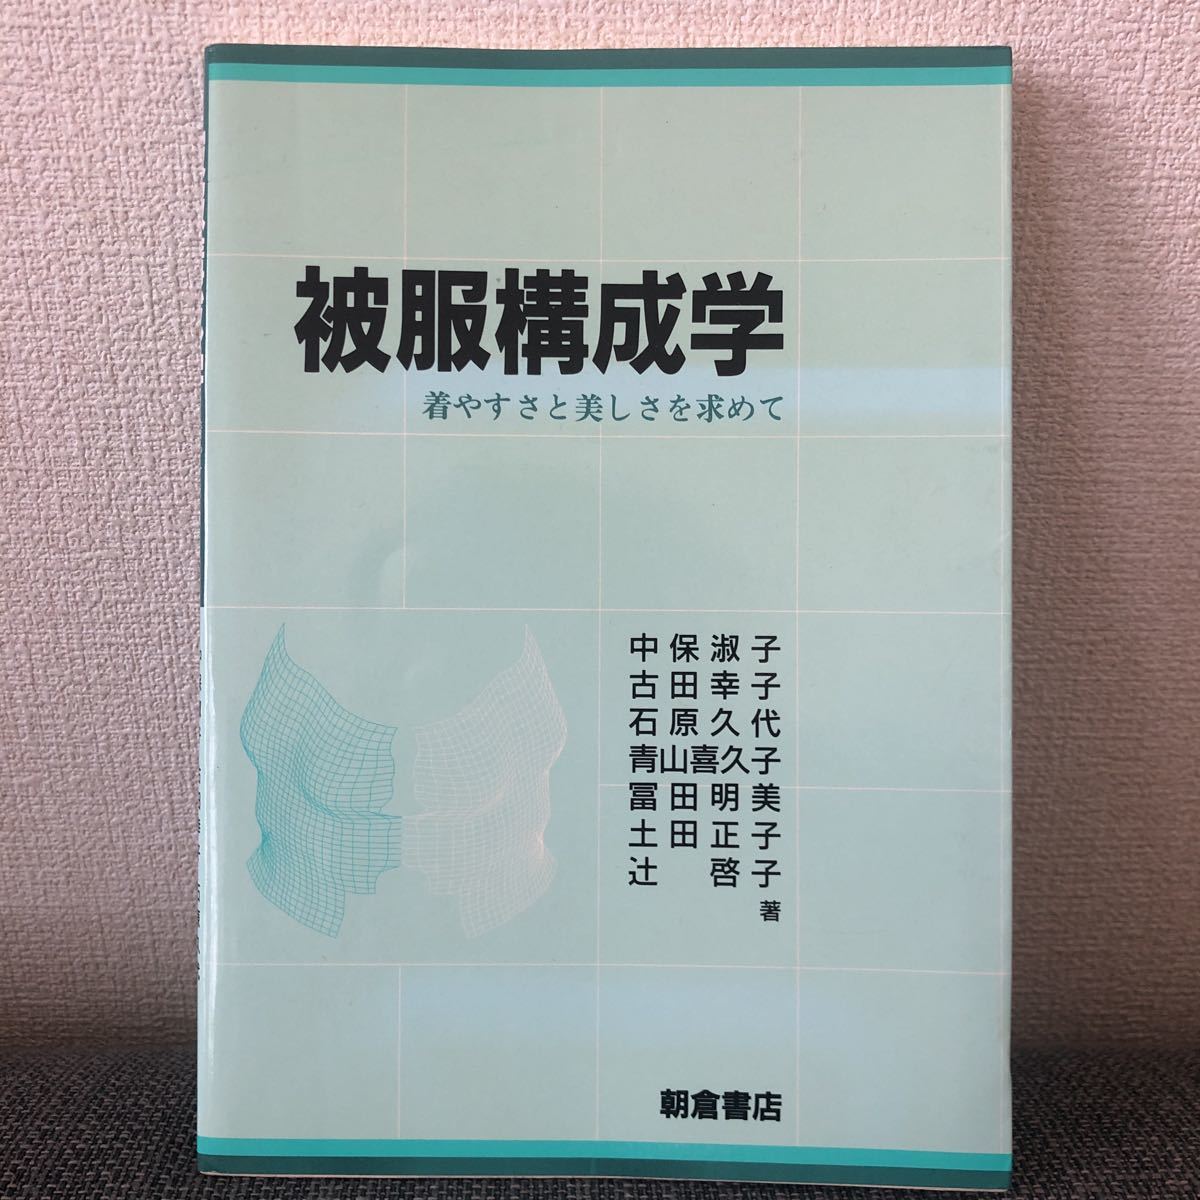 被服構成学
着やすさと美しさを求めて
中保淑子
古田幸子
石原久代
青山喜久子
冨田明美
土田正子
辻啓子
著
朝倉書店